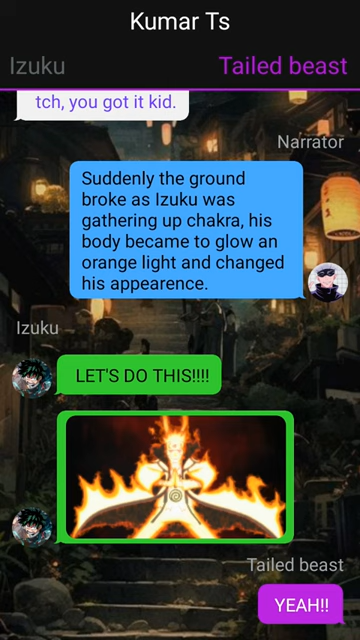 Kumar Ts
Izuku
Tailed beast
tch, you got it kid.
Narrator
Suddenly the ground
broke as Izuku was
gathering up chakra, his
body became to glow an
orange light and changed
his appearence.
Izuku
LET'S DO THIS!!!!
Tailed beast
YEAH!!